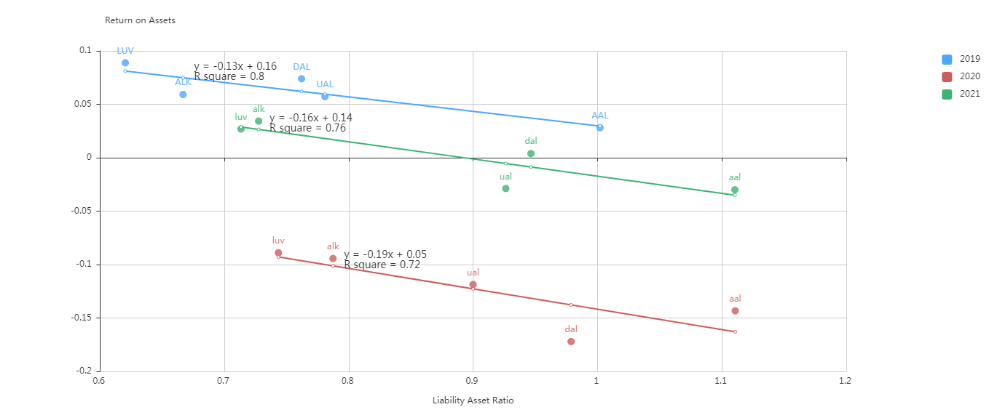 Return on Assets
0.1
0.05
0
-0.05
-0.1
-0.15
-0.2
LUV
ALK
y = -0.13x + 0.16
R square = 0.8
DAL
UAL
AAL
luv
alk
y = -0.16x + 0.14
R square = 0.76
ual
dal
aal
luv
alk
y = -0.19x + 0.05
R square = 0.72
ual
dal
aal
0.6
0.7
0.8
0.9
1
1.1
1.2
Liability Asset Ratio
2019
2020
2021